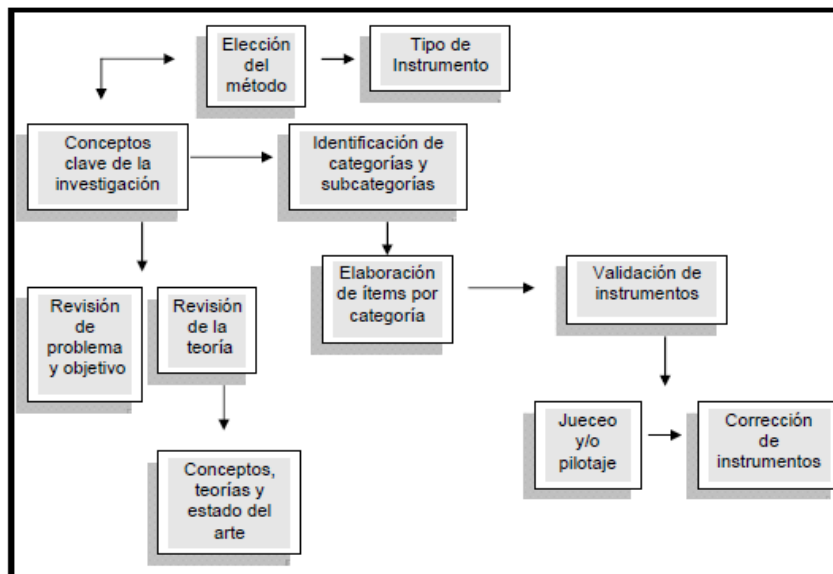 Elección
del
método
Tipo de
Instrumento
Conceptos
clave de la
investigación
Identificación de
categorías y
subcategorías
Elaboración
de ítems por
categoría
Validación de
instrumentos
Revisión
de
problema
y objetivo
Revisión
de la
teoría
Jueceo
y/o
pilotaje
Corrección
de
instrumentos
Conceptos,
teorías y
estado del
arte